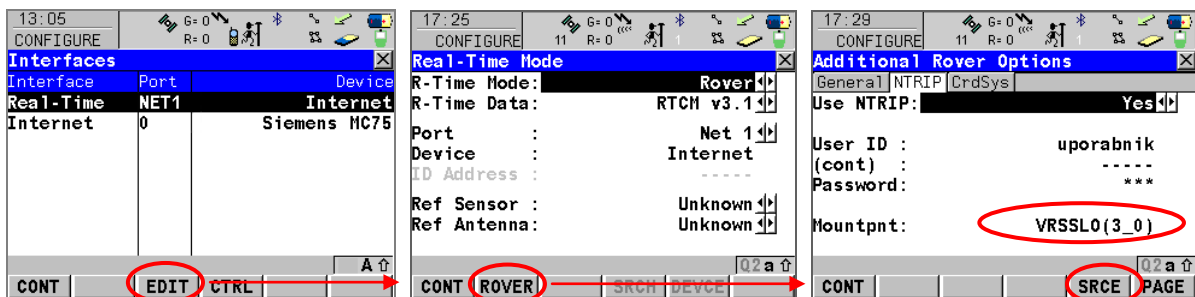 13:05
CONFIGURE
G= 0
R= 0
Interfaces
Interface Port Device
Real-Time NET1 Internet
Internet 0 Siemens MC75
A
CONT EDIT CTRL
17:25
CONFIGURE
11
G= 0
R= 0
1
Real-Time Mode
R-Time Mode: Rover
R-Time Data: RTCM v3.1
Port : Net 1
Device : Internet
ID Address : -----
Ref Sensor : Unknown
Ref Antenna: Unknown
Q2a
CONT ROVER SRCH DEVCE
17:29
CONFIGURE
11
G= 0
R= 0
1
Additional Rover Options
General NTRIP CrdSys
Use NTRIP: Yes
User ID : uporabnik
(cont) : -----
Password: ***
Mountpnt: VRSSLO(3_0)
Q2a
CONT SRCE PAGE